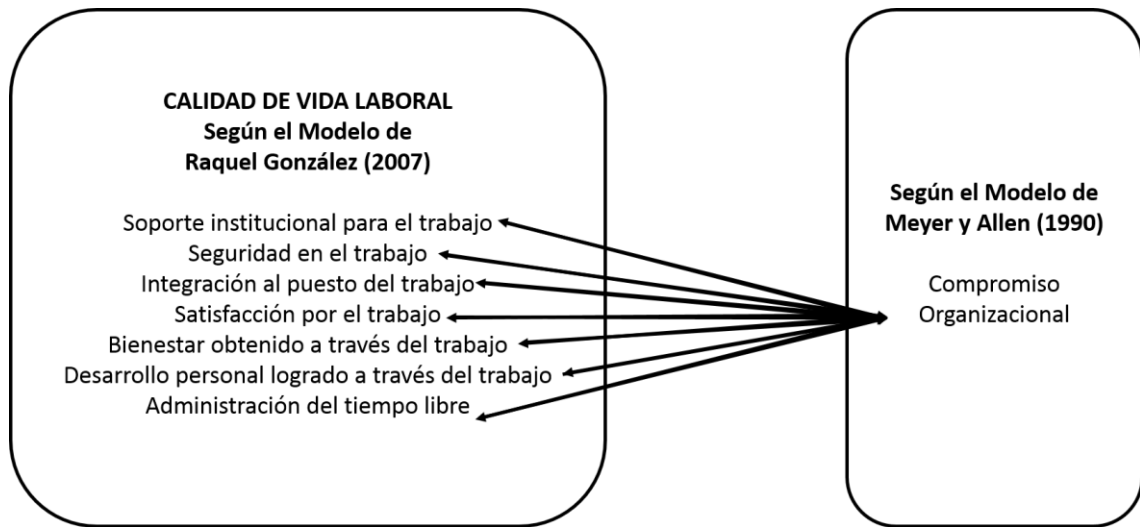 CALIDAD DE VIDA LABORAL
Según el Modelo de
Raquel González (2007)
Soporte institucional para el trabajo
Seguridad en el trabajo
Integración al puesto del trabajo
Satisfacción por el trabajo
Bienestar obtenido a través del trabajo
Desarrollo personal logrado a través del trabajo
Administración del tiempo libre
Según el Modelo de
Meyer y Allen (1990)
Compromiso
Organizacional